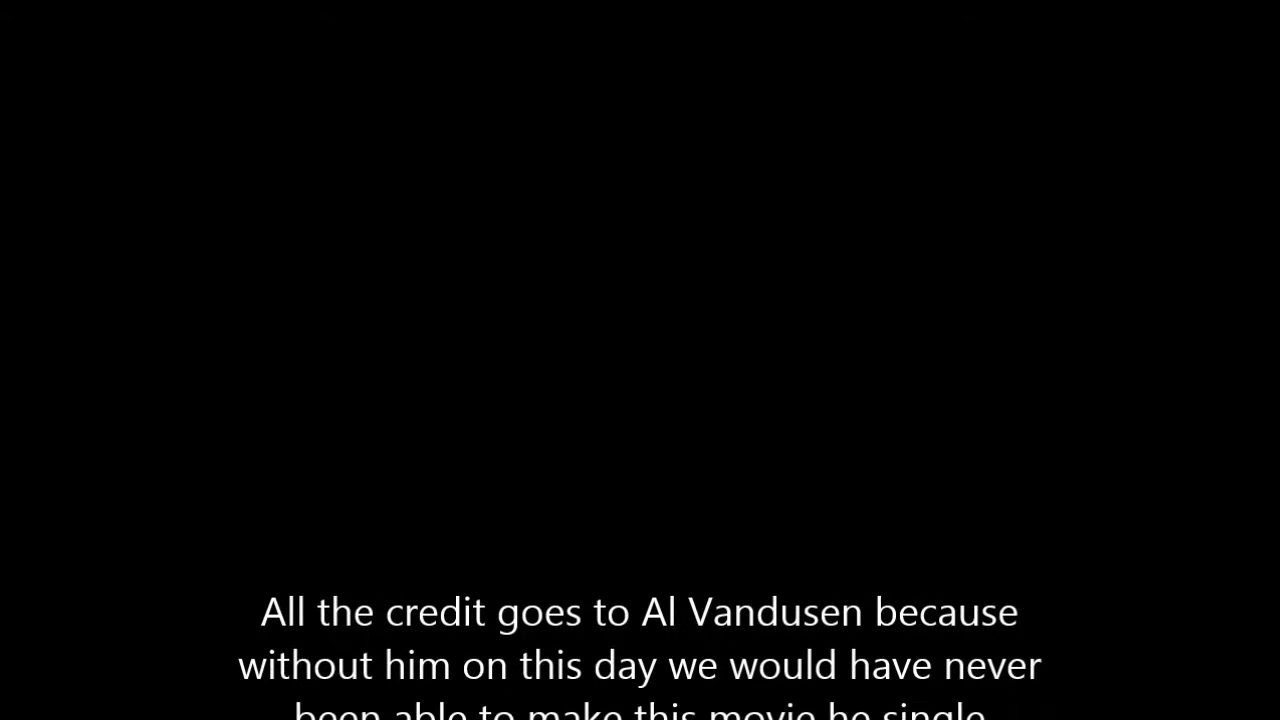 All the credit goes to Al Vandusen because
without him on this day we would have never
been able to make this movie he single